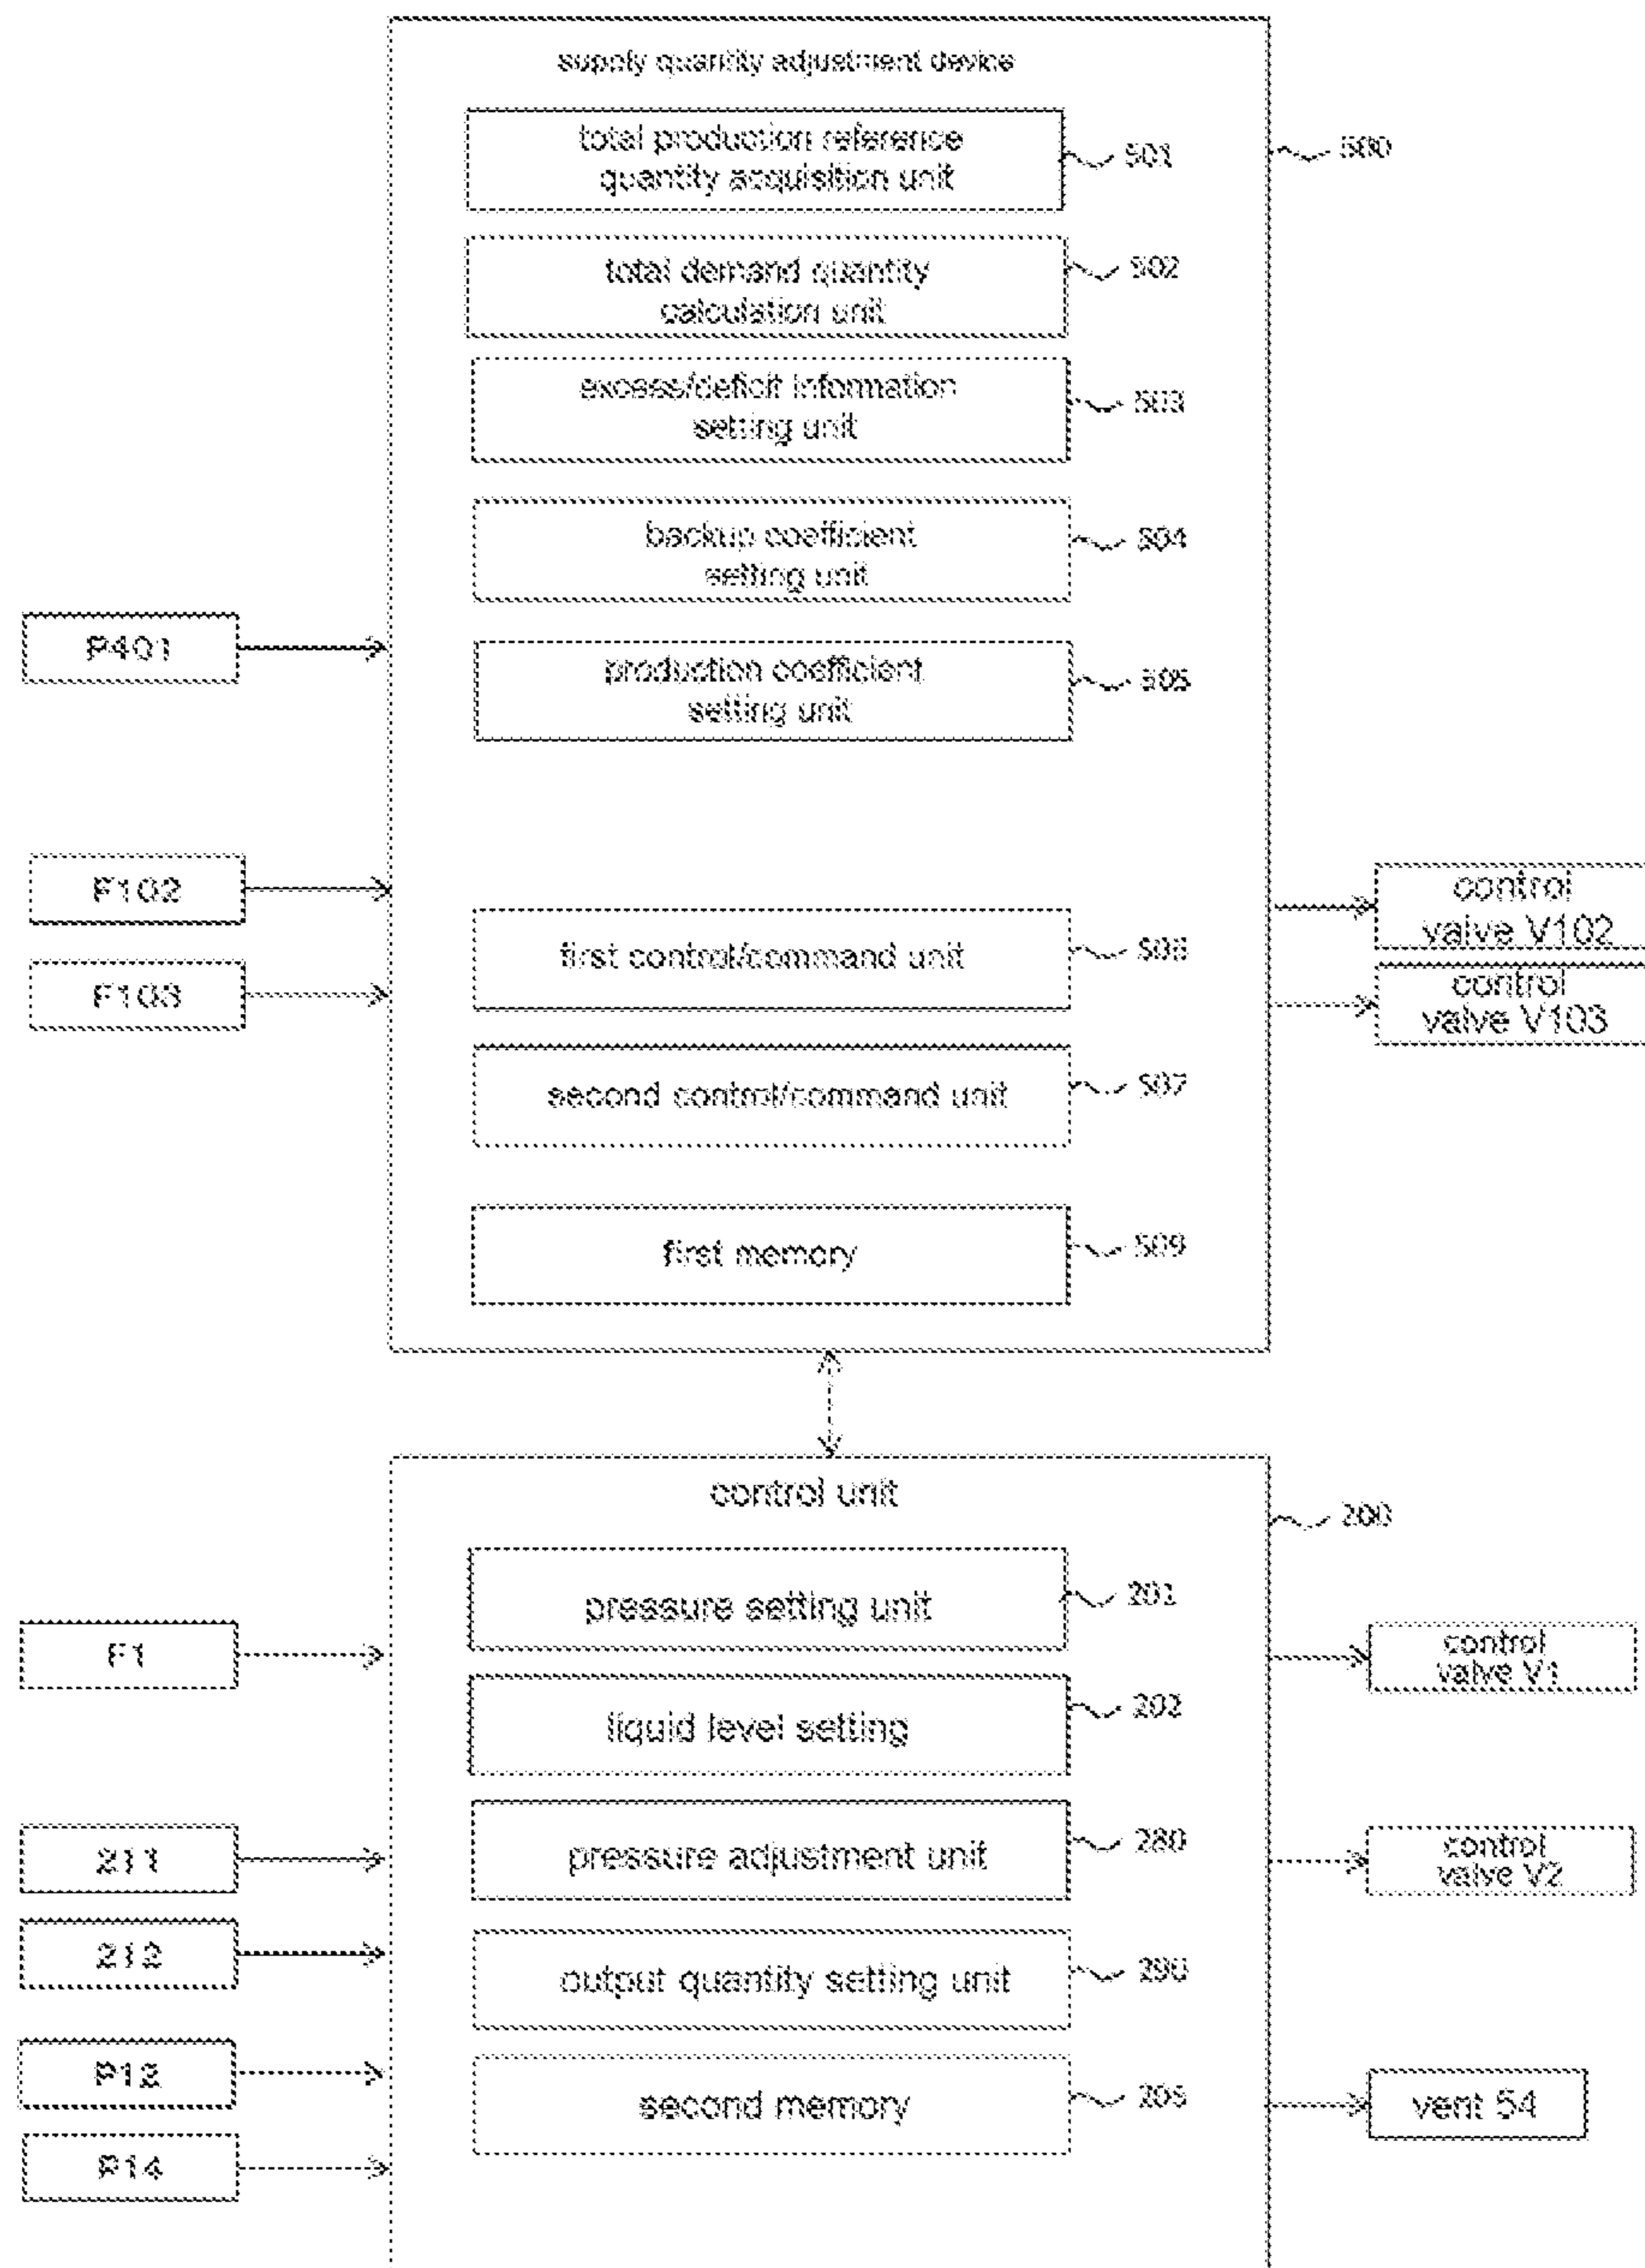 supply quantity adjustment device
total production reference
quantity acquisition unit
501
500
total demand quantity
calculation unit
502
excess/deficit information
setting unit
503
backup coefficient
setting unit
504
P401
production coefficient
setting unit
505
F102
control
valve V102
first control/command unit
506
F103
control
valve V103
second control/command unit
507
first memory
509
control unit
200
pressure setting unit
201
F1
control
valve V1
liquid level setting
202
211
pressure adjustment unit
280
control
valve V2
212
output quantity setting unit
290
P12
second memory
205
vent 54
P14